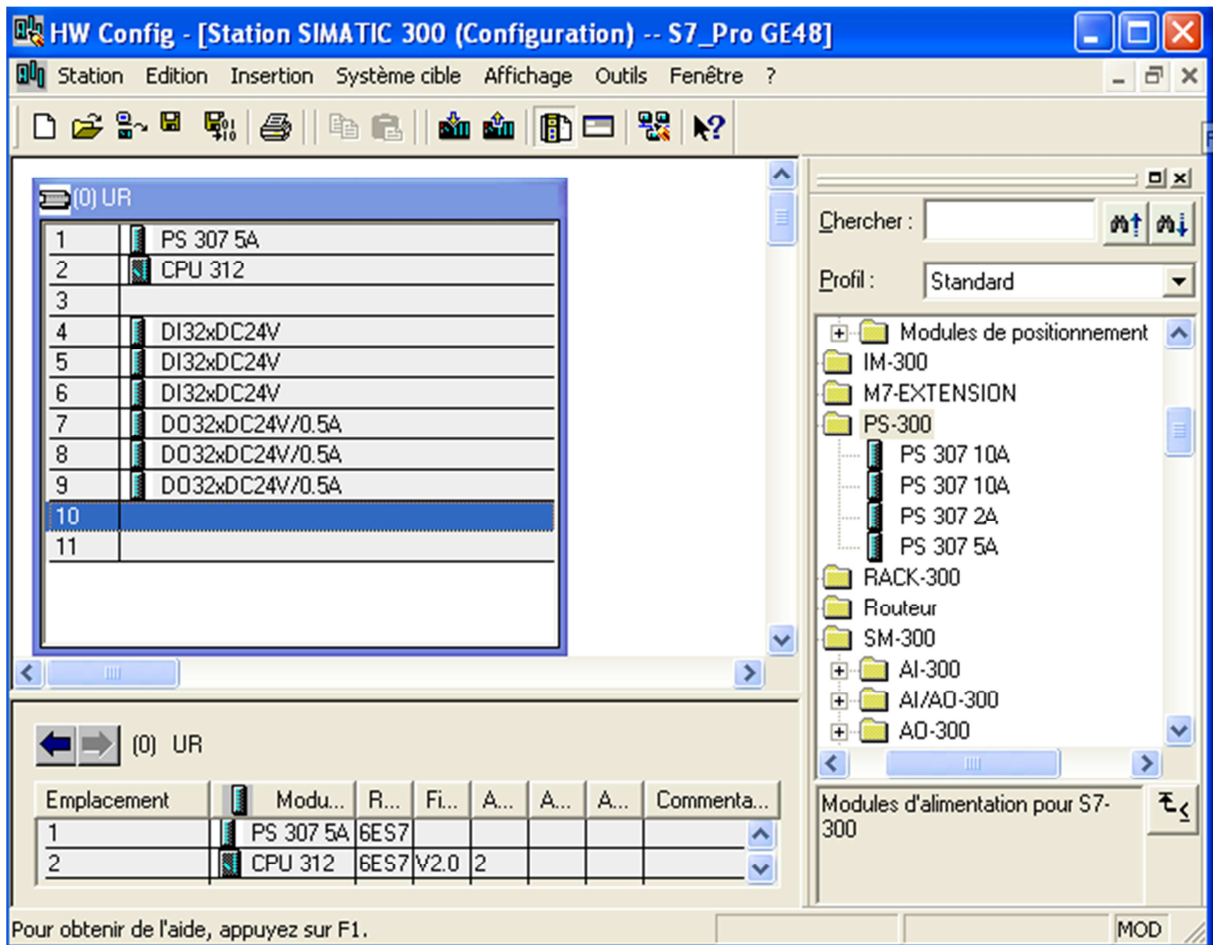 HW Config - [Station SIMATIC 300 (Configuration) -- S7_Pro GE48]
Station Edition Insertion Système cible Affichage Outils Fenêtre ?
(0) UR
1 PS 307 5A
2 CPU 312
3
4 DI32xDC24V
5 DI32xDC24V
6 DI32xDC24V
7 DO32xDC24V/0.5A
8 DO32xDC24V/0.5A
9 DO32xDC24V/0.5A
10
11
Chercher :
Profil : Standard
Modules de positionnement
IM-300
M7-EXTENSION
PS-300
PS 307 10A
PS 307 10A
PS 307 2A
PS 307 5A
RACK-300
Routeur
SM-300
AI-300
AI/AO-300
AO-300
Modules d'alimentation pour S7-
300
(0) UR
Emplacement Modu... R... Fi... A... A... A... Commenta...
1 PS 307 5A 6ES7
2 CPU 312 6ES7 V2.0 2
Pour obtenir de l'aide, appuyez sur F1. MOD